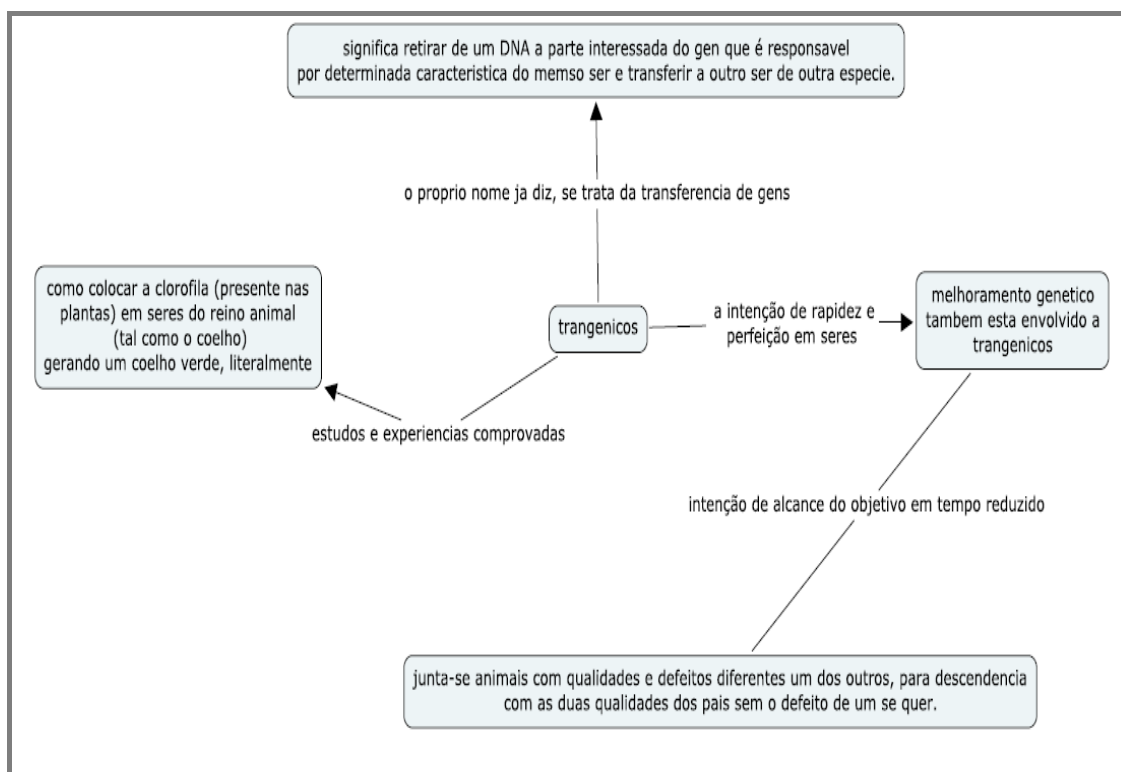 significa retirar de um DNA a parte interessada do gen que é responsavel
por determinada caracteristica do memso ser e transferir a outro ser de outra especie.
o proprio nome ja diz, se trata da transferencia de gens
como colocar a clorofila (presente nas
plantas) em seres do reino animal
(tal como o coelho)
gerando um coelho verde, literalmente
trangenicos
a intenção de rapidez e
perfeição em seres
melhoramento genetico
tambem esta envolvido a
trangenicos
estudos e experiencias comprovadas
intenção de alcance do objetivo em tempo reduzido
junta-se animais com qualidades e defeitos diferentes um dos outros, para descendencia
com as duas qualidades dos pais sem o defeito de um se quer.